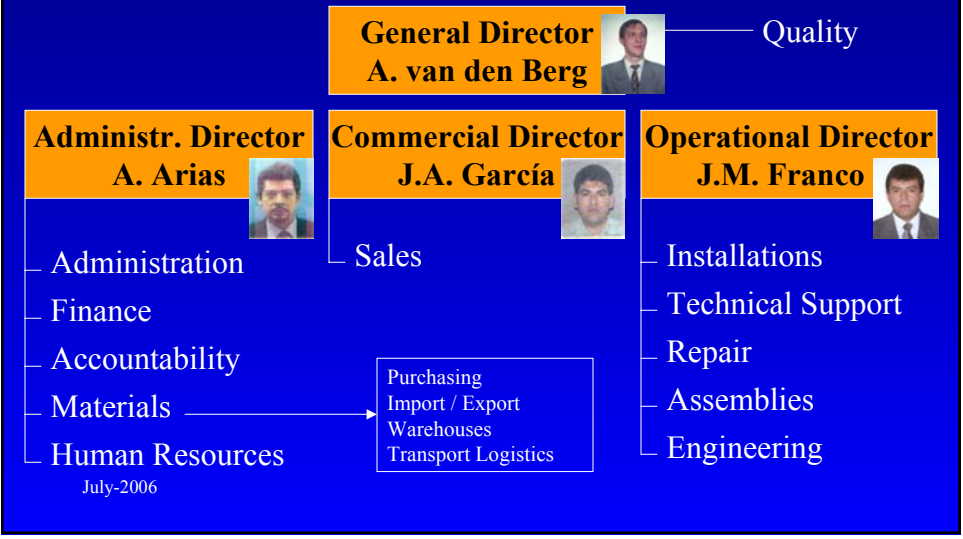 General Director
A. van den Berg
Quality
Administr. Director
A. Arias
Commercial Director
J.A. García
Operational Director
J.M. Franco
Administration
Finance
Accountability
Materials
Human Resources
July-2006
Sales
Purchasing
Import / Export
Warehouses
Transport Logistics
Installations
Technical Support
Repair
Assemblies
Engineering